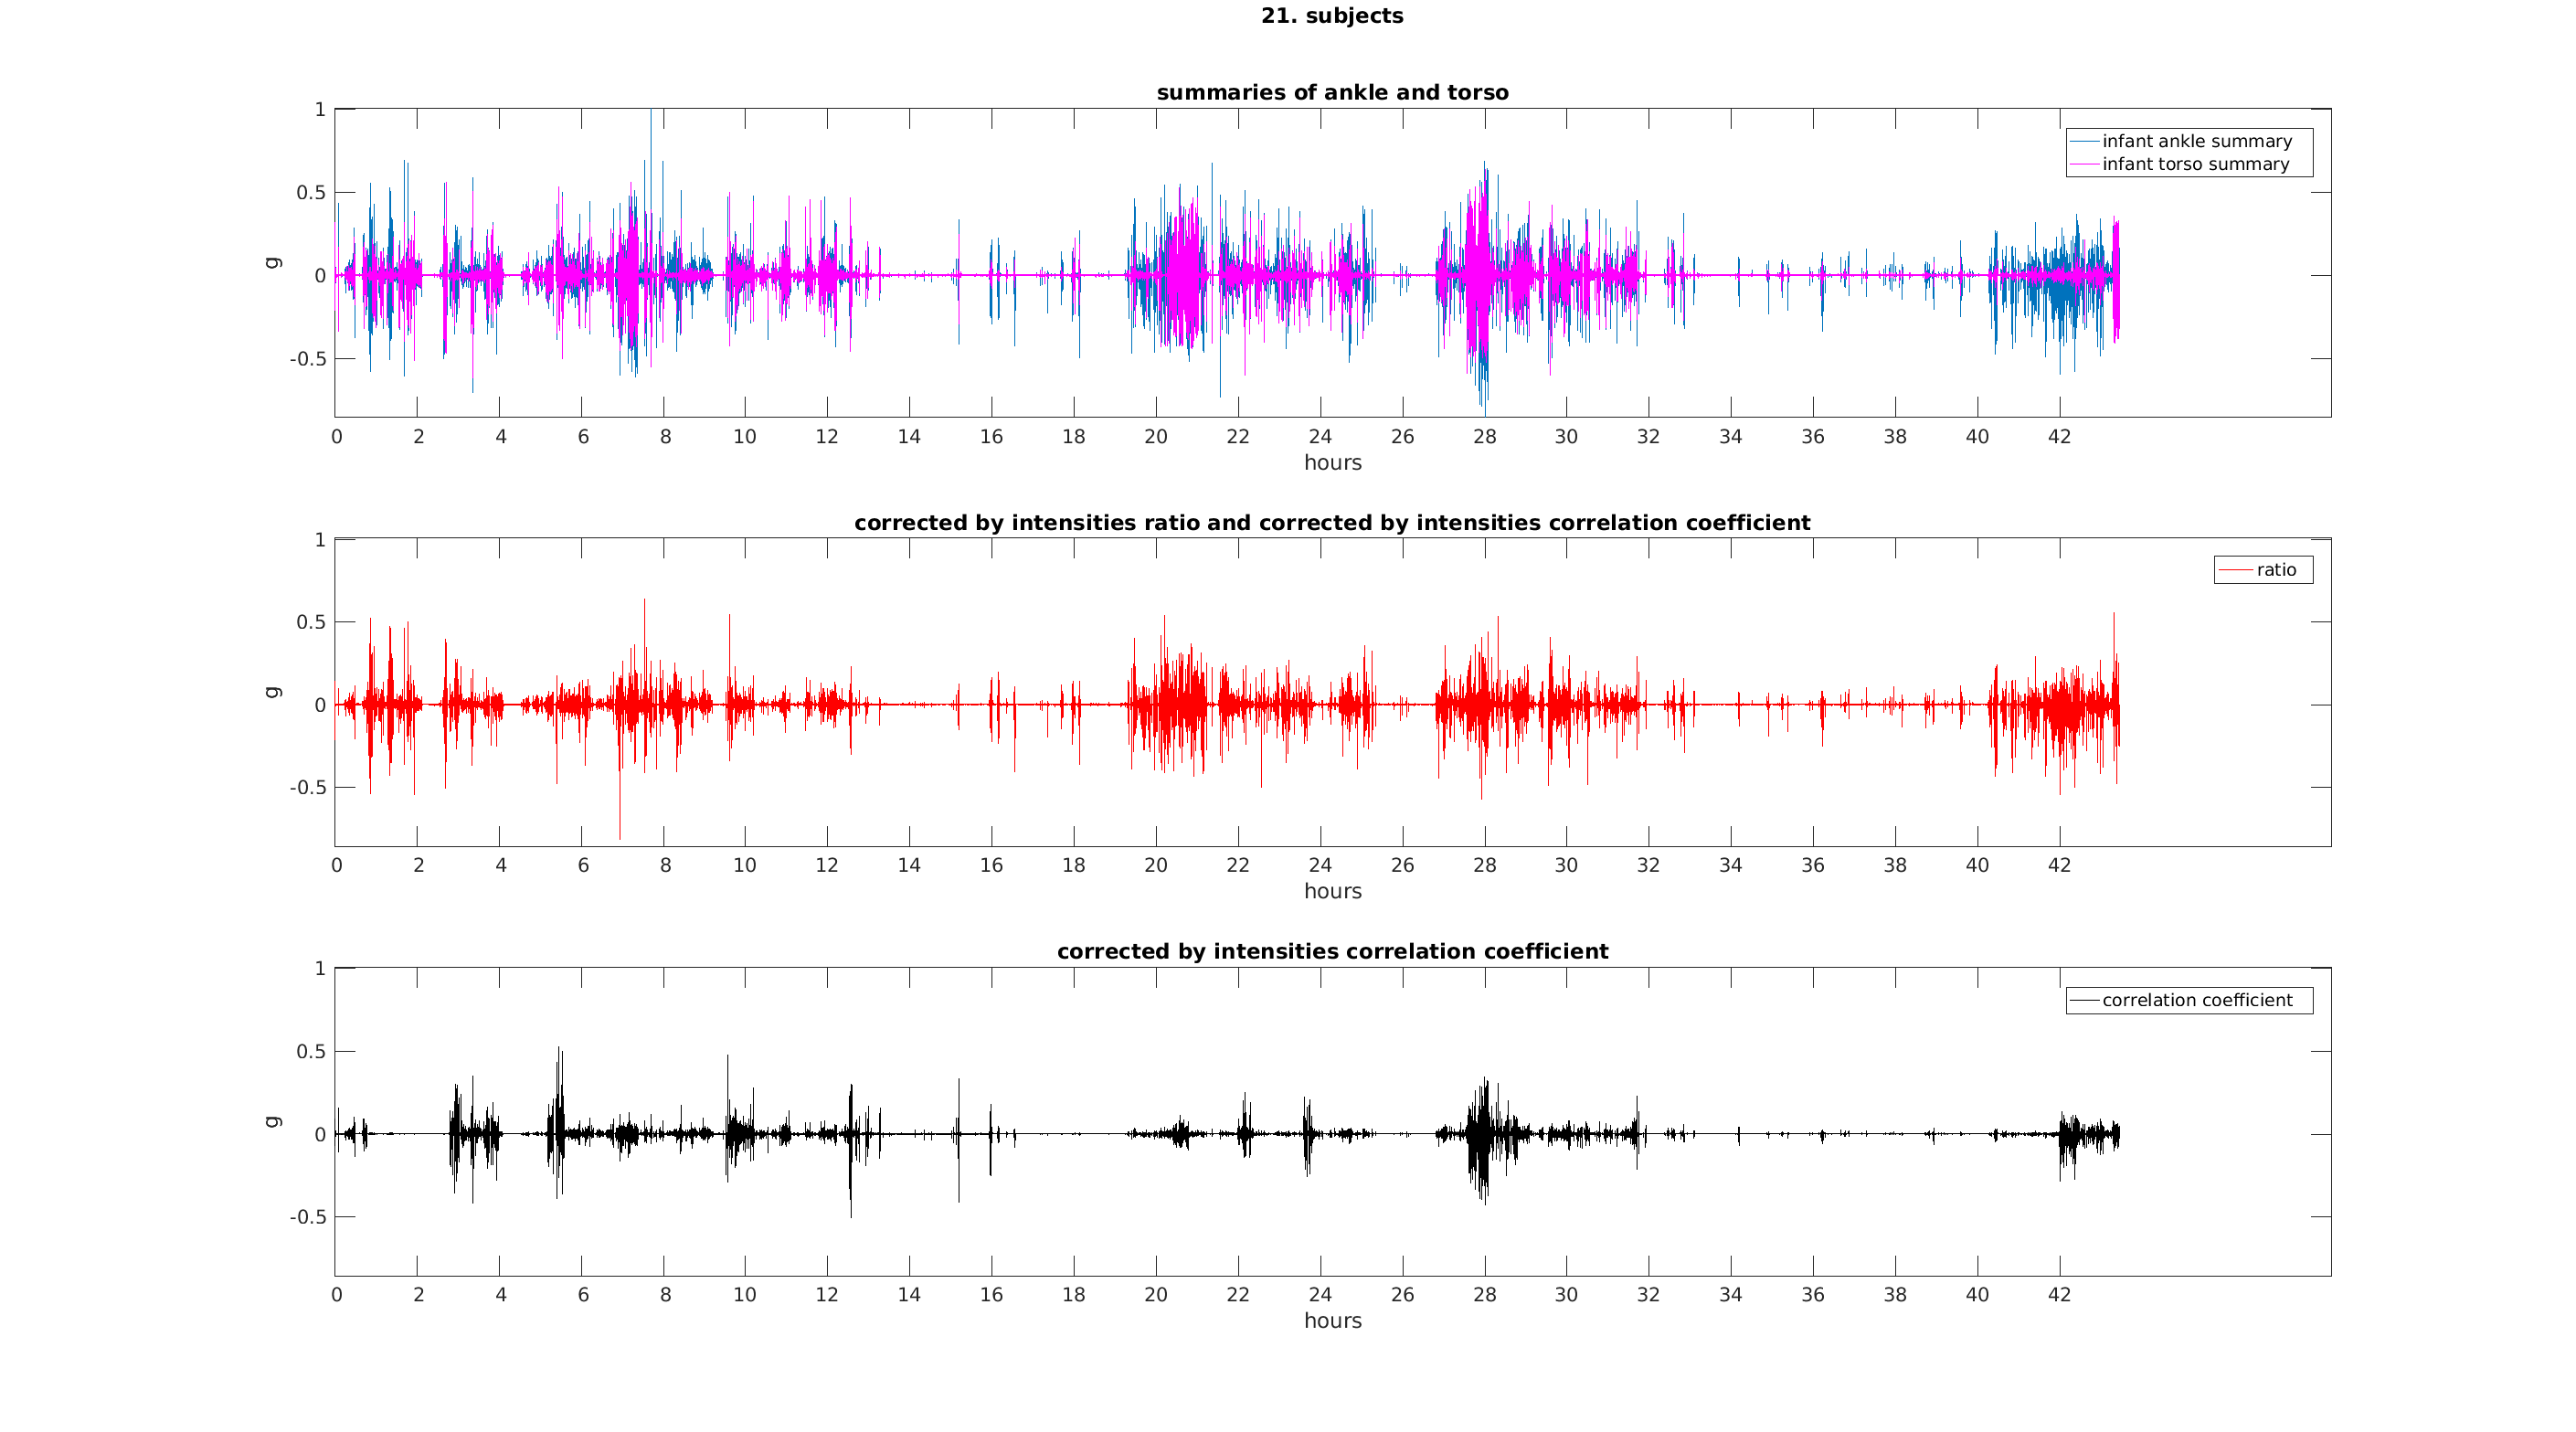 21. subjects
summaries of ankle and torso
1
0.5
0
-0.5
g
infant ankle summary
infant torso summary
0 2 4 6 8 10 12 14 16 18 20 22 24 26 28 30 32 34 36 38 40 42
hours
corrected by intensities ratio and corrected by intensities correlation coefficient
1
0.5
0
-0.5
g
ratio
0 2 4 6 8 10 12 14 16 18 20 22 24 26 28 30 32 34 36 38 40 42
hours
corrected by intensities correlation coefficient
1
0.5
0
-0.5
g
correlation coefficient
0 2 4 6 8 10 12 14 16 18 20 22 24 26 28 30 32 34 36 38 40 42
hours